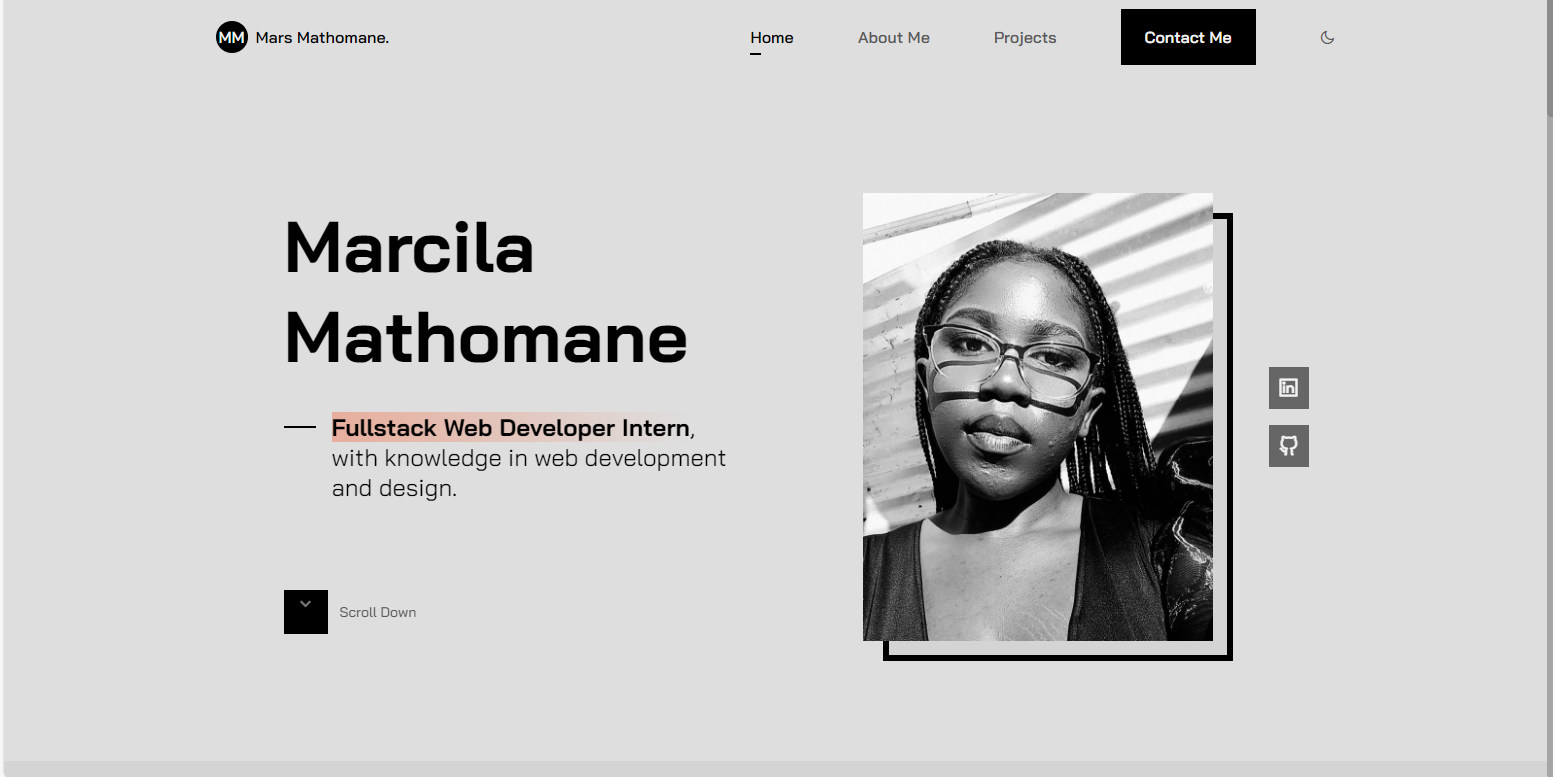 MM Mars Mathomane.
Home
About Me
Projects
Contact Me
Marcila
Mathomane
Fullstack Web Developer Intern,
with knowledge in web development
and design.
in
Scroll Down